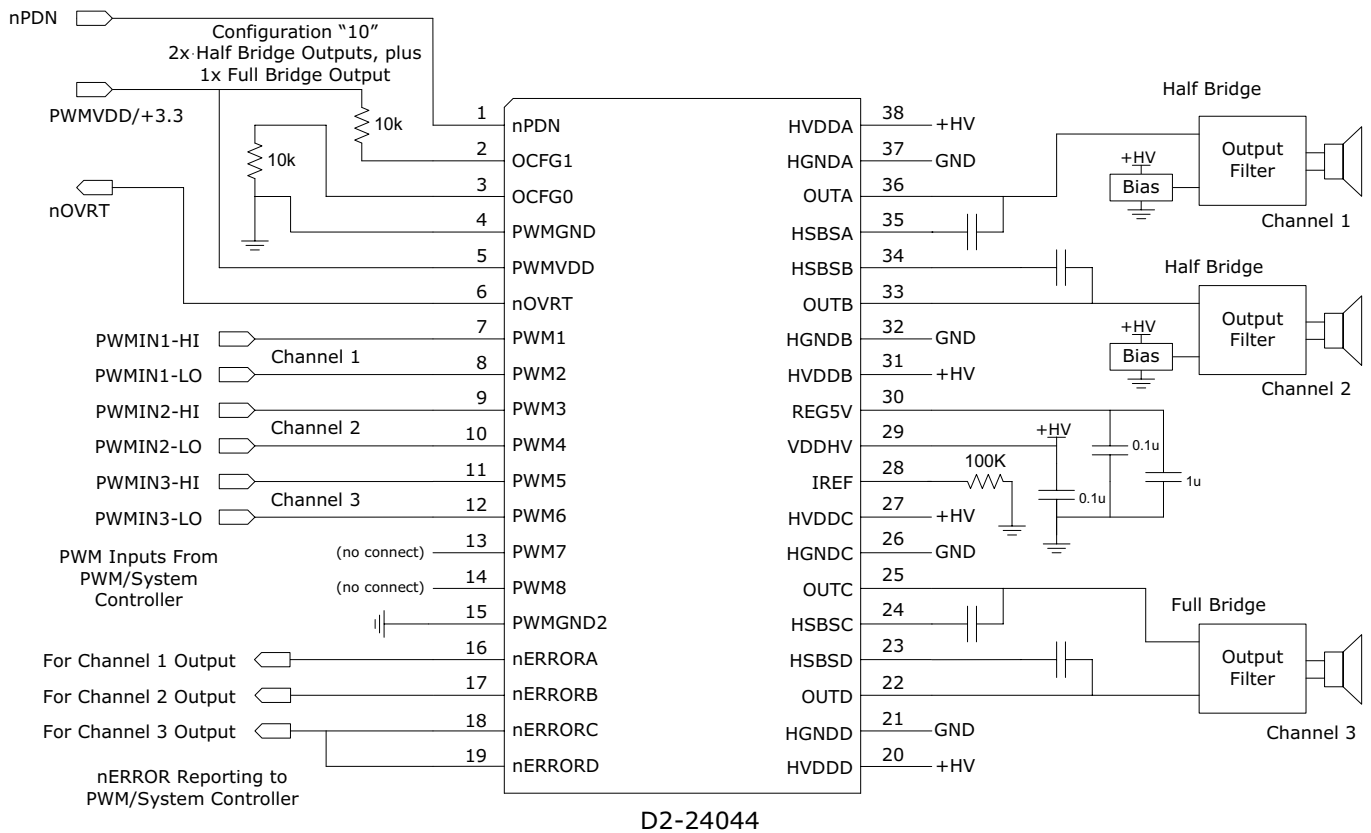 nPDN
Configuration “10”
2x Half Bridge Outputs, plus
1x Full Bridge Output
PWMVDD/+3.3
10k
10k
nOVRT
1
nPDN
2
OCFG1
3
OCFG0
4
PWMGND
5
PWMVDD
6
nOVRT
PWMIN1-HI
7
PWM1
Channel 1
PWMIN1-LO
8
PWM2
PWMIN2-HI
9
PWM3
Channel 2
PWMIN2-LO
10
PWM4
PWMIN3-HI
11
PWM5
Channel 3
PWMIN3-LO
12
PWM6
PWM Inputs From
PWM/System
Controller
(no connect)
13
PWM7
(no connect)
14
PWM8
15
PWMGND2
For Channel 1 Output
16
nERRORA
For Channel 2 Output
17
nERRORB
For Channel 3 Output
18
nERRORC
19
nERRORD
nERROR Reporting to
PWM/System Controller
HVDDA
38
+HV
HGNDA
37
GND
OUTA
36
HSBSA
35
HSBSB
34
OUTB
33
HGNDB
32
GND
HVDDB
31
+HV
REG5V
30
VDDHV
29
+HV
0.1u
0.1u
1u
IREF
28
100K
HVDDC
27
+HV
HGNDC
26
GND
OUTC
25
HSBSC
24
HSBSD
23
OUTD
22
HGNDD
21
GND
HVDDD
20
+HV
Half Bridge
+HV
Bias
Output
Filter
Channel 1
Half Bridge
+HV
Bias
Output
Filter
Channel 2
Full Bridge
Output
Filter
Channel 3
D2-24044